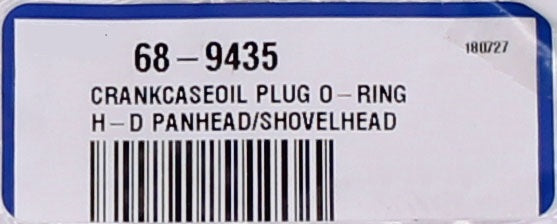 68-9435
180727
CRANKCASEOIL PLUG O-RING
H-D PANHEAD/SHOVELHEAD